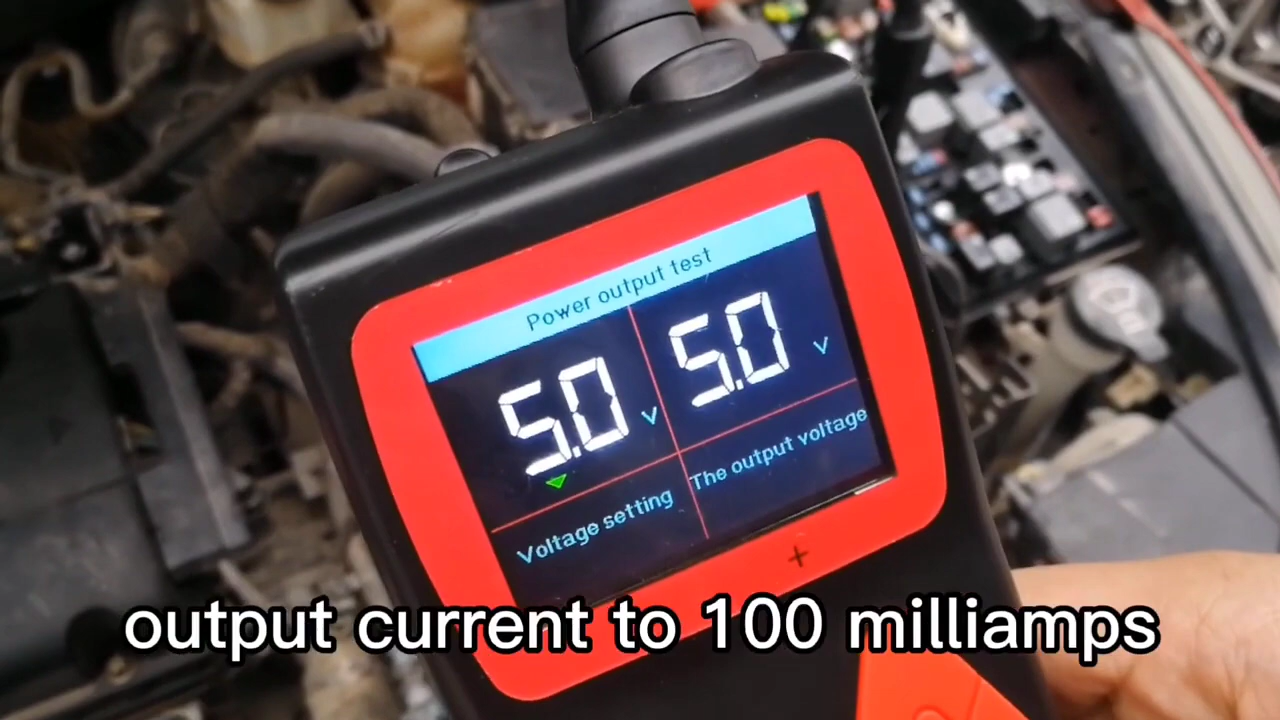 Power output test
5.0 V
5.0 V
Voltage setting
The output voltage
+
output current to 100 milliamps